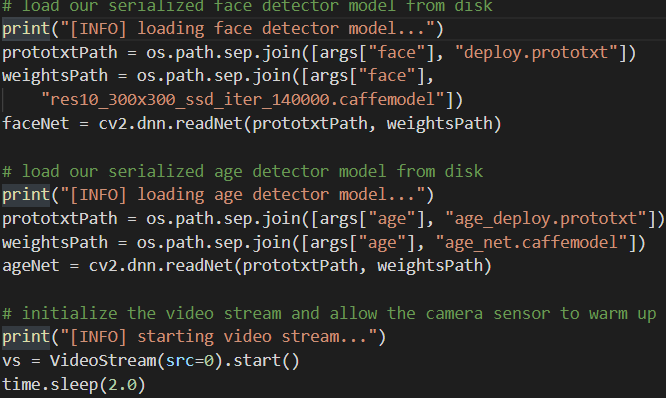 # load our serialized face detector model from disk
print("[INFO] loading face detector model...")
prototxtPath = os.path.sep.join([args["face"], "deploy.prototxt"])
weightsPath = os.path.sep.join([args["face"],
    "res10_300x300_ssd_iter_140000.caffemodel"])
faceNet = cv2.dnn.readNet(prototxtPath, weightsPath)

# load our serialized age detector model from disk
print("[INFO] loading age detector model...")
prototxtPath = os.path.sep.join([args["age"], "age_deploy.prototxt"])
weightsPath = os.path.sep.join([args["age"], "age_net.caffemodel"])
ageNet = cv2.dnn.readNet(prototxtPath, weightsPath)

# initialize the video stream and allow the camera sensor to warm up
print("[INFO] starting video stream...")
vs = VideoStream(src=0).start()
time.sleep(2.0)